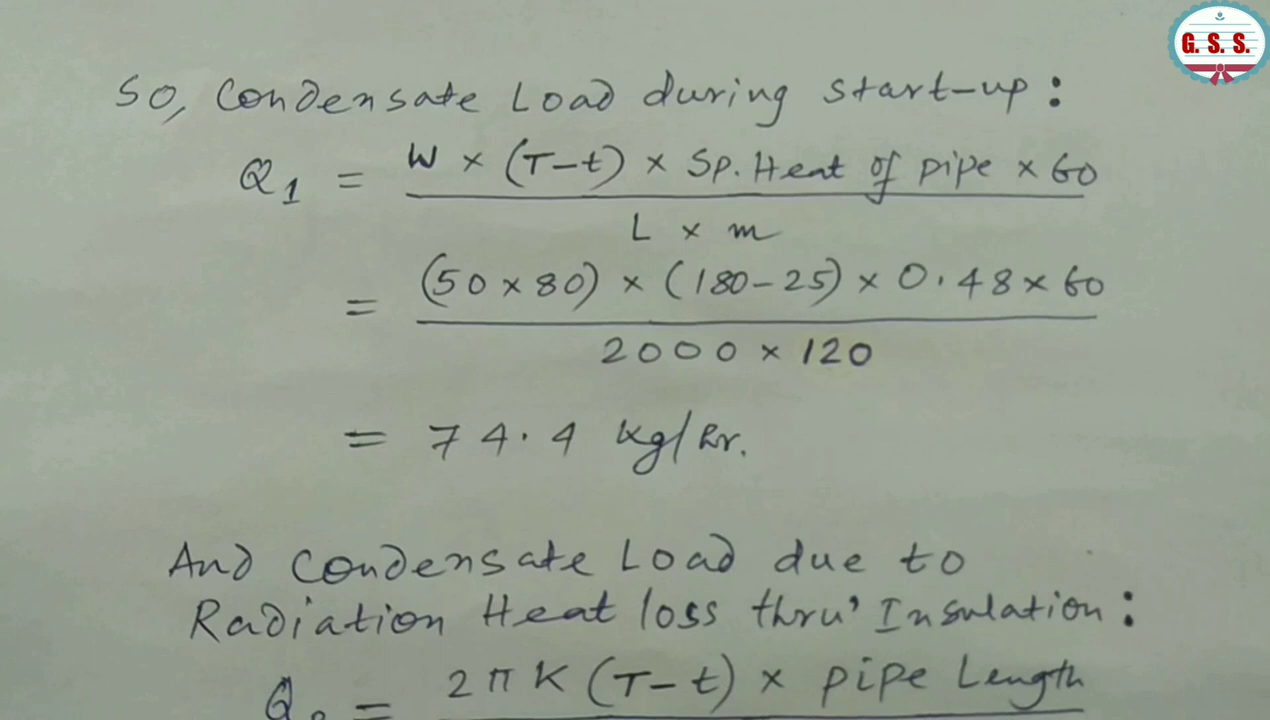 G. S. S.
So, Condensate Load during start-up:
Q1 = W × (T-t) × Sp. Heat of pipe × 60
L × m
= (50 × 80) × (180-25) × 0.48 × 60
2000 × 120
= 74.4 kg/hr.
And Condensate Load due to
Radiation Heat loss thru' Insulation:
Q = 2πK (T-t) × pipe Length